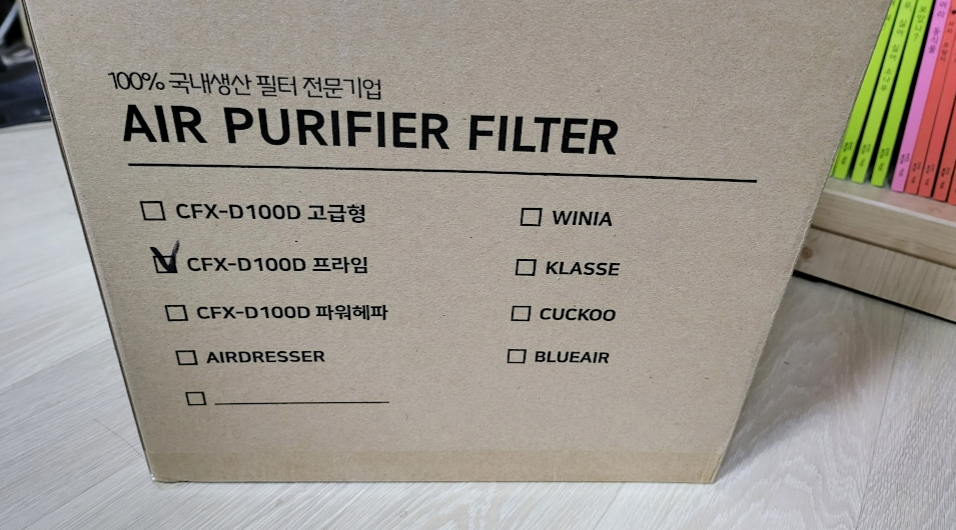 100% 국내생산 필터 전문기업
AIR PURIFIER FILTER
CFX-D100D 고급형
CFX-D100D 프라임
CFX-D100D 파워헤파
AIRDRESSER
WINIA
KLASSE
CUCKOO
BLUEAIR